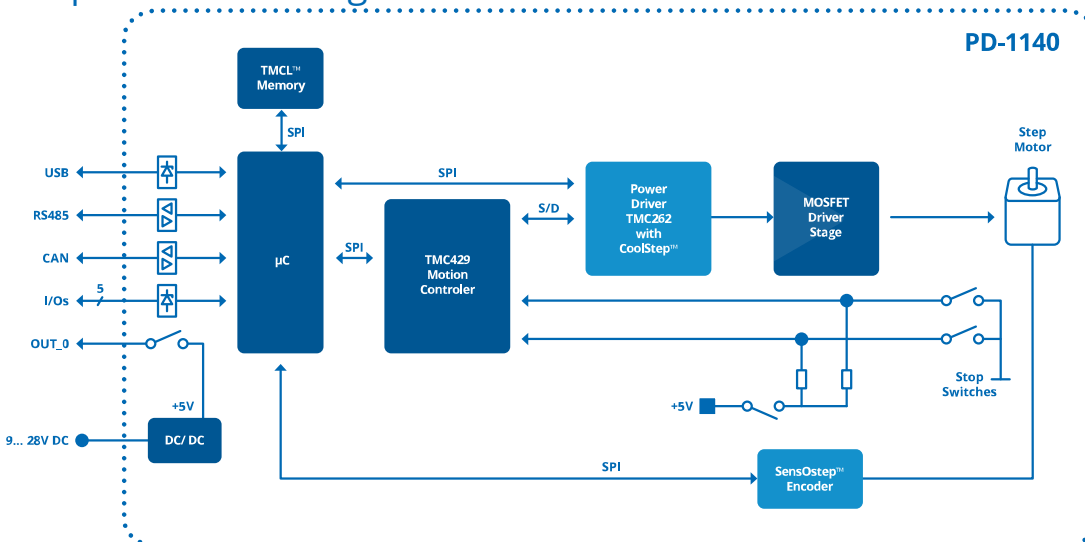 PD-1140
TMCL™
Memory
SPI
Step
Motor
USB
SPI
Power
Driver
TMC262
with
CoolStep™
MOSFET
Driver
Stage
RS485
S/D
CAN
µC
SPI
TMC429
Motion
Controler
I/Os
5
OUT_0
Stop
Switches
+5V
+5V
9... 28V DC
DC/ DC
SPI
SensOstep™
Encoder